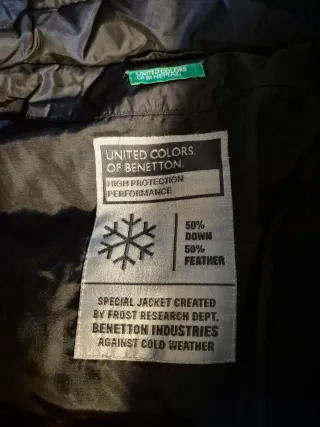 UNITED COLORS
OF BENETTON.
UNITED COLORS
OF BENETTON.
HIGH PROTECTION
PERFORMANCE
50%
DOWN
50%
FEATHER
SPECIAL JACKET CREATED
BY FROST RESEARCH DEPT.
BENETTON INDUSTRIES
AGAINST COLD WEATHER